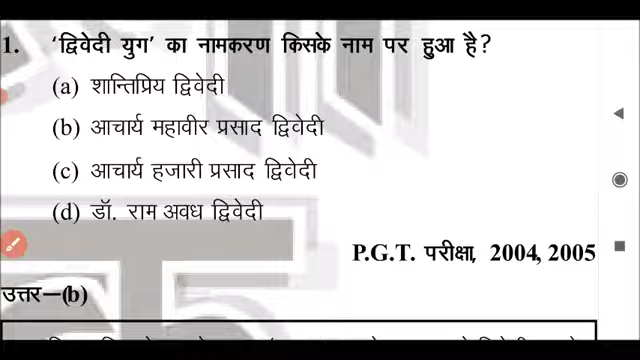 1. 'द्विवेदी युग' का नामकरण किसके नाम पर हुआ है?
(a) शान्तिप्रिय द्विवेदी
(b) आचार्य महावीर प्रसाद द्विवेदी
(c) आचार्य हजारी प्रसाद द्विवेदी
(d) डॉ. राम अवध द्विवेदी
P.G.T. परीक्षा, 2004, 2005
उत्तर—(b)